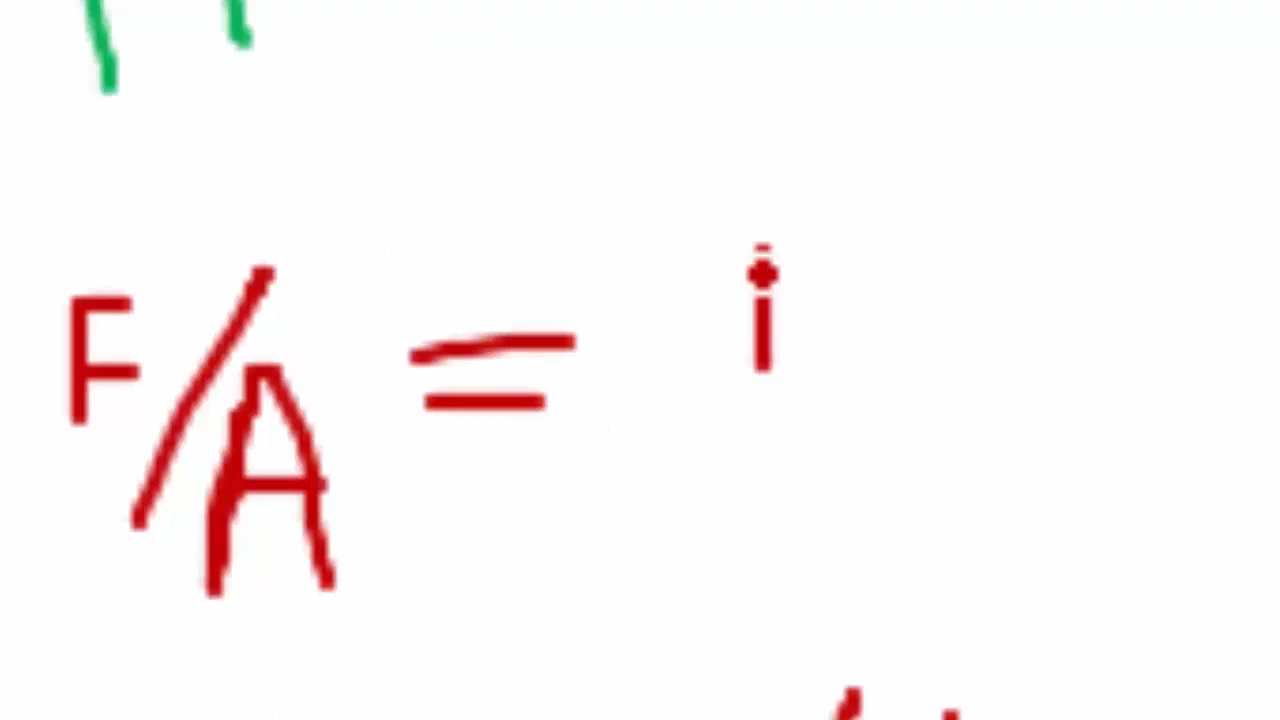 F/A = i